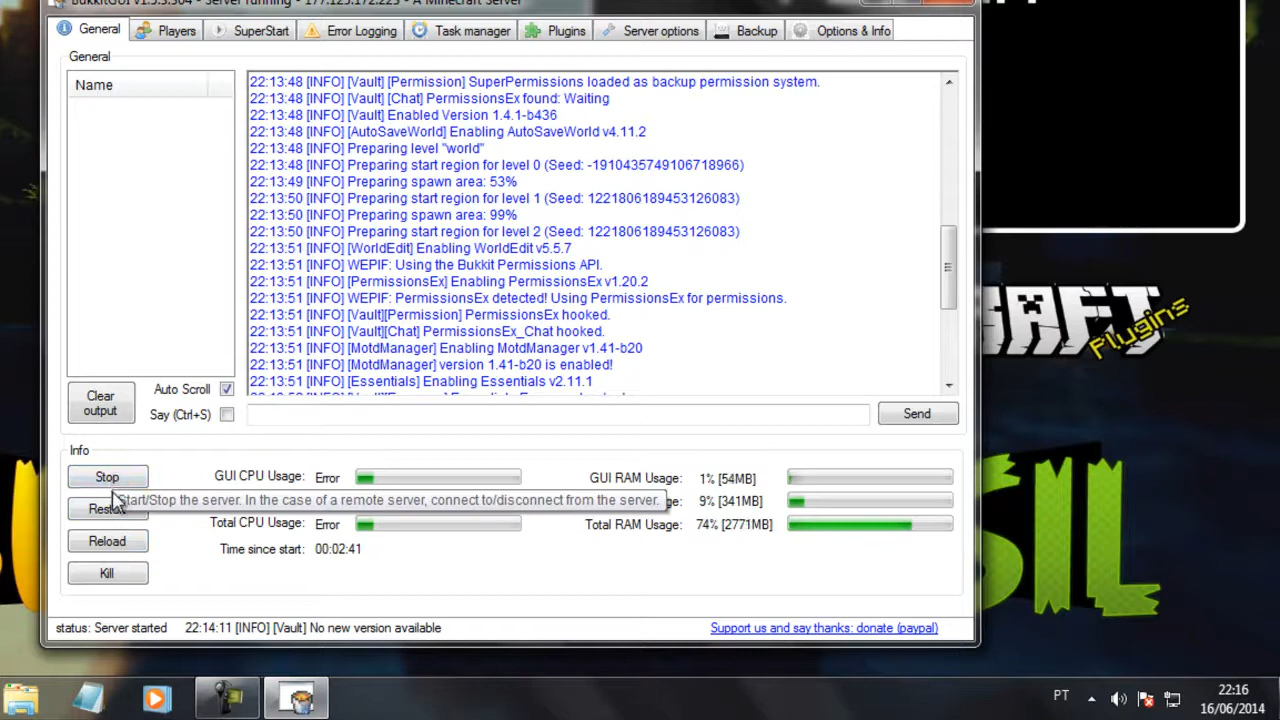 BukkitGUI v1.5.3.304 - Server running - 177.125.172.225 - A Minecraft Server
General
Players
SuperStart
Error Logging
Task manager
Plugins
Server options
Backup
Options & Info
General
Name
22:13:48 [INFO] [Vault] [Permission] SuperPermissions loaded as backup permission system.
22:13:48 [INFO] [Vault] [Chat] PermissionsEx found: Waiting
22:13:48 [INFO] [Vault] Enabled Version 1.4.1-b436
22:13:48 [INFO] [AutoSaveWorld] Enabling AutoSaveWorld v4.11.2
22:13:48 [INFO] Preparing level "world"
22:13:48 [INFO] Preparing start region for level 0 (Seed: -1910435749106718966)
22:13:49 [INFO] Preparing spawn area: 53%
22:13:50 [INFO] Preparing start region for level 1 (Seed: 1221806189453126083)
22:13:50 [INFO] Preparing spawn area: 99%
22:13:50 [INFO] Preparing start region for level 2 (Seed: 1221806189453126083)
22:13:51 [INFO] [WorldEdit] Enabling WorldEdit v5.5.7
22:13:51 [INFO] WEPIF: Using the Bukkit Permissions API.
22:13:51 [INFO] [PermissionsEx] Enabling PermissionsEx v1.20.2
22:13:51 [INFO] WEPIF: PermissionsEx detected! Using PermissionsEx for permissions.
22:13:51 [INFO] [Vault][Permission] PermissionsEx hooked.
22:13:51 [INFO] [Vault][Chat] PermissionsEx_Chat hooked.
22:13:51 [INFO] [MotdManager] Enabling MotdManager v1.41-b20
22:13:51 [INFO] [MotdManager] version 1.41-b20 is enabled!
22:13:51 [INFO] [Essentials] Enabling Essentials v2.11.1
Clear output
Auto Scroll
Say (Ctrl+S)
Send
Info
Stop
GUI CPU Usage: Error
GUI RAM Usage: 1% [54MB]
Start/Stop the server. In the case of a remote server, connect to/disconnect from the server.
9% [341MB]
Total CPU Usage: Error
Total RAM Usage: 74% [2771MB]
Reload
Time since start: 00:02:41
Kill
status: Server started
22:14:11 [INFO] [Vault] No new version available
Support us and say thanks: donate (paypal)
Plugins
PT
22:16
16/06/2014